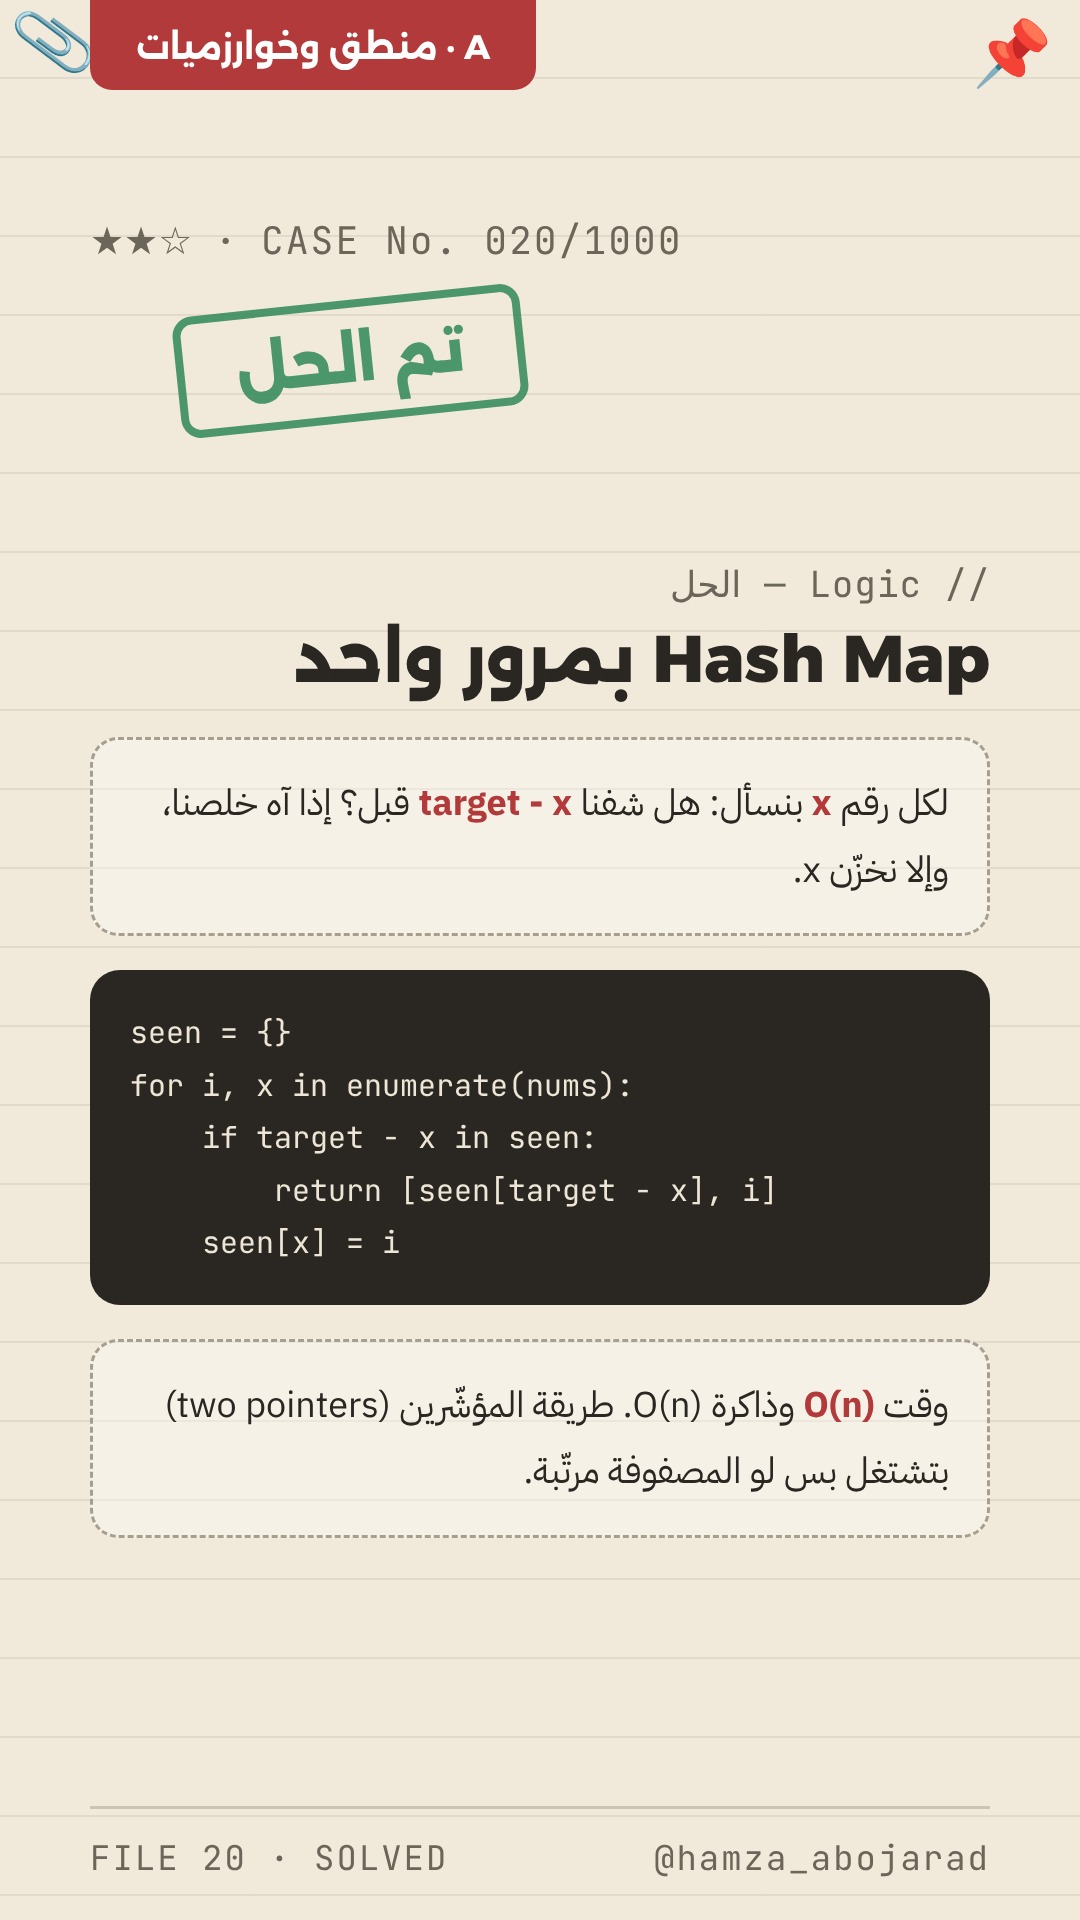 A · منطق وخوارزميات
★★☆ · CASE No. 020/1000
تم الحل
// Logic — الحل
Hash Map بمرور واحد
لكل رقم x بنسأل: هل شفنا target - x قبل؟ إذا آه خلصنا،
وإلا نخزّن x.
seen = {}
for i, x in enumerate(nums):
    if target - x in seen:
        return [seen[target - x], i]
    seen[x] = i
وقت O(n) وذاكرة O(n). طريقة المؤشّرين (two pointers)
بتشتغل بس لو المصفوفة مرتّبة.
FILE 20 · SOLVED
@hamza_abojarad